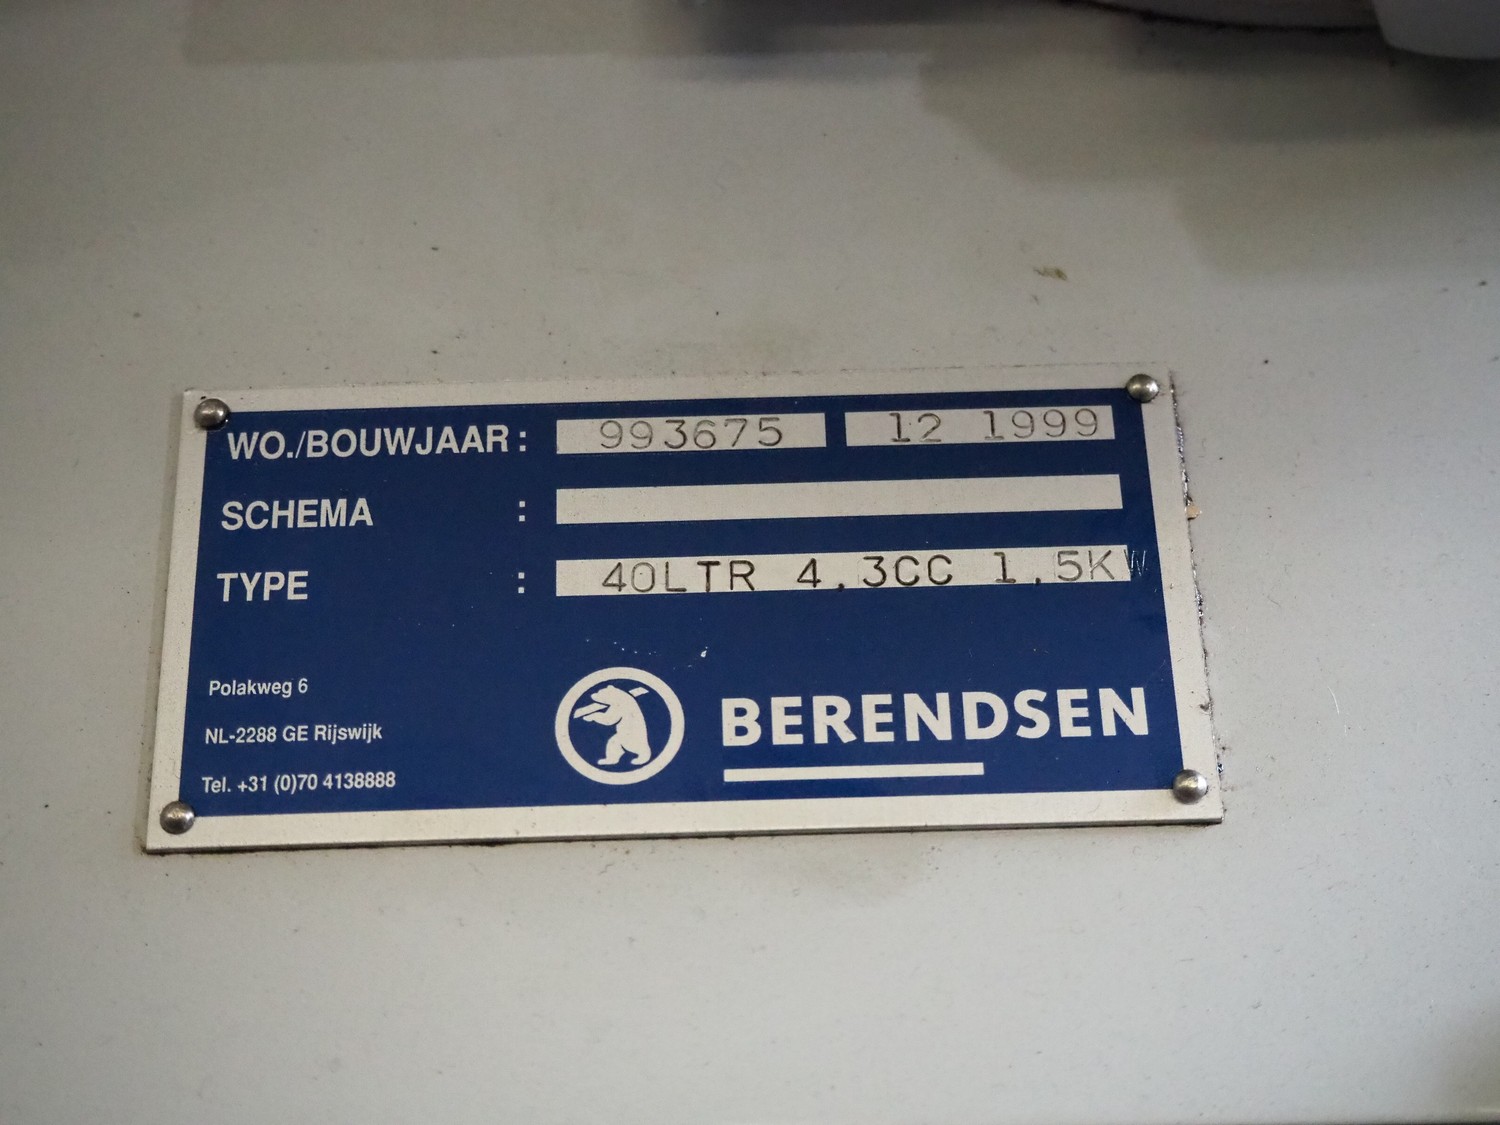 WO./BOUWJAAR : 993675 12 1999
SCHEMA :
TYPE : 40LTR 4.3CC 1.5KW
Polakweg 6
NL-2288 GE Rijswijk
Tel. +31 (0)70 4138888
BERENDSEN